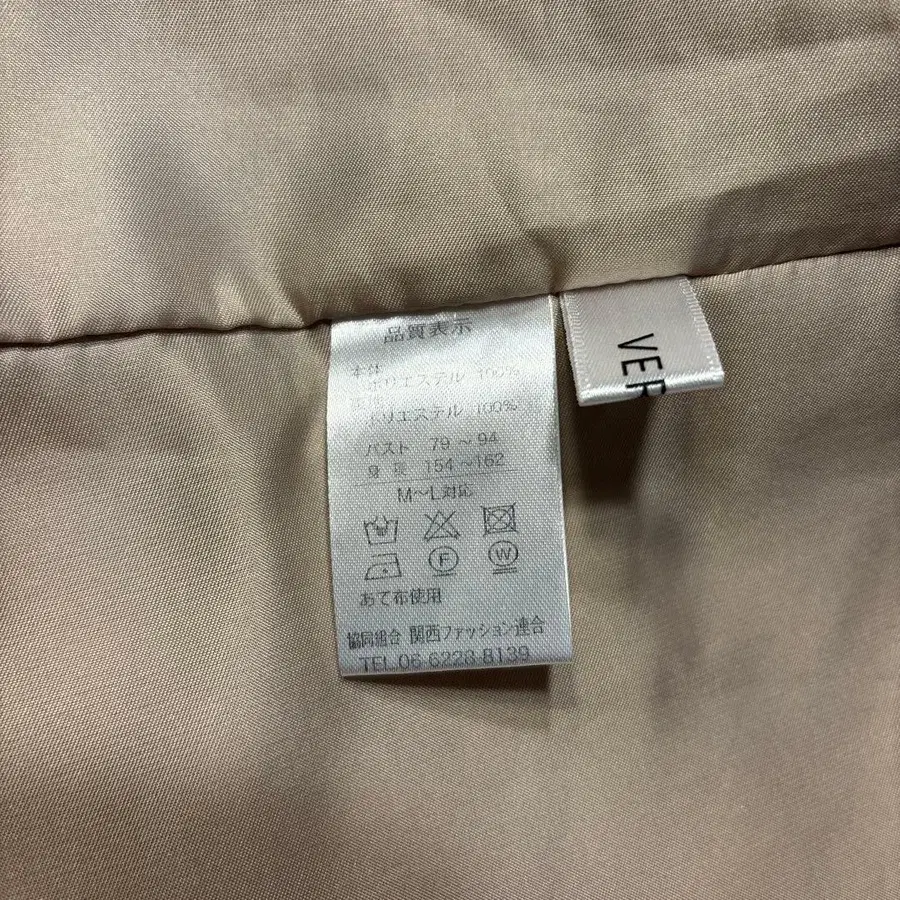 品質表示
本体
ポリエステル 100%
ポリエステル 100%
バスト 79～94
身長 154～162
M～L対応
F W
あて布使用
協同組合 関西ファッション連合
TEL.06 6228 8139
VER